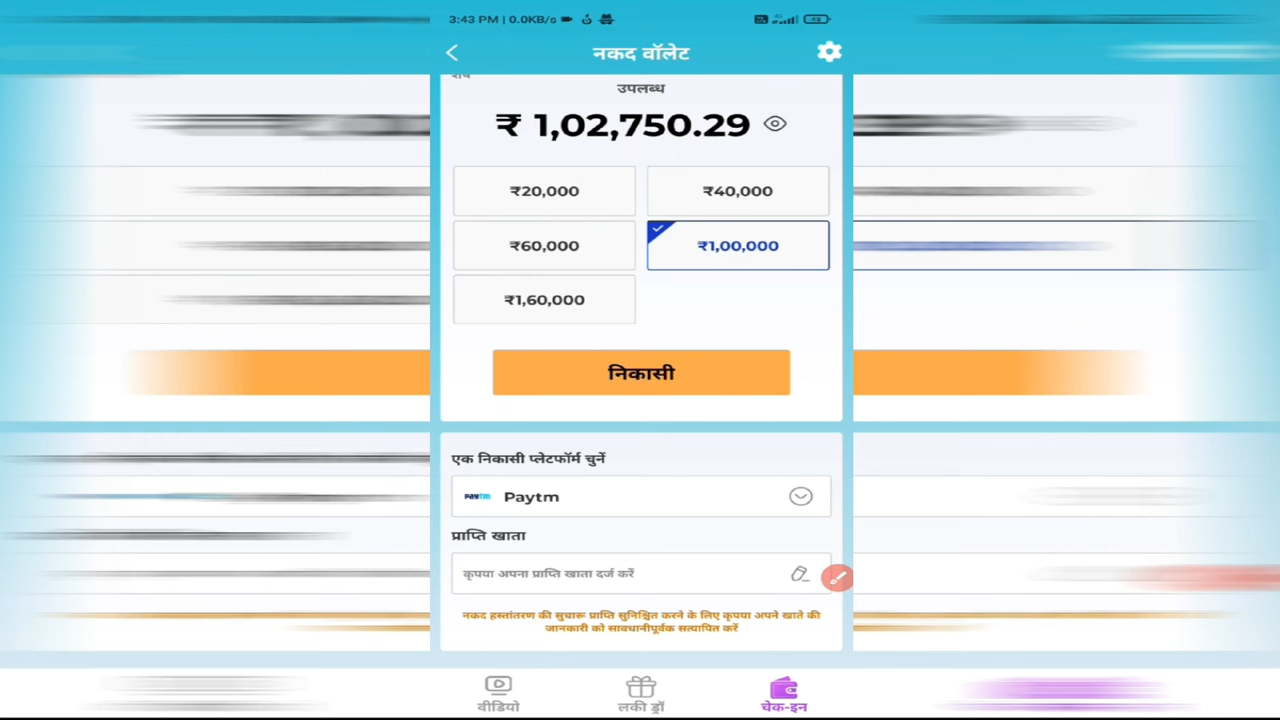 3:43 PM | 0.0KB/s
नकद वॉलेट
उपलब्ध
₹ 1,02,750.29
₹20,000
₹40,000
₹60,000
₹1,00,000
₹1,60,000
निकासी
एक निकासी प्लेटफॉर्म चुनें
Paytm Paytm
प्राप्ति खाता
कृपया अपना प्राप्ति खाता दर्ज करें
नकद हस्तांतरण की सुचारू प्राप्ति सुनिश्चित करने के लिए कृपया अपने खाते की
जानकारी को सावधानीपूर्वक सत्यापित करें
वीडियो
लकी ड्रॉ
चेक-इन